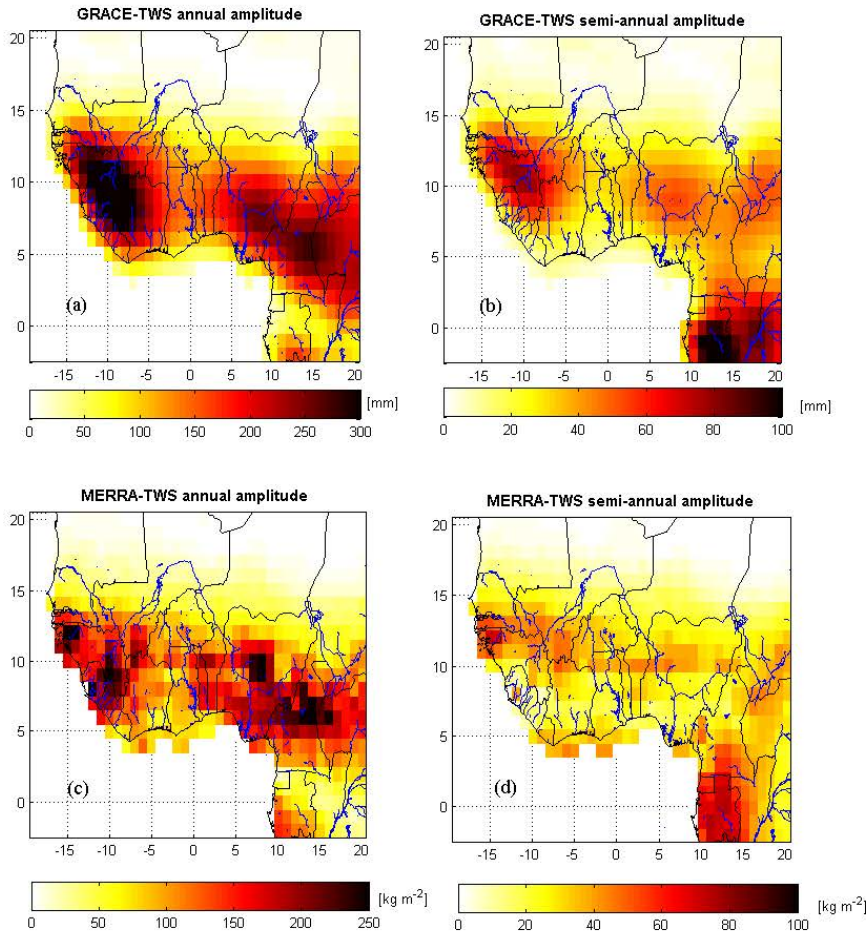 GRACE-TWS annual amplitude
20
15
10
5
0
(a)
-15 -10 -5 0 5 10 15 20
[mm]
0 50 100 150 200 250 300
GRACE-TWS semi-annual amplitude
20
15
10
5
0
(b)
-15 -10 -5 0 5 10 15 20
[mm]
0 20 40 60 80 100
MERRA-TWS annual amplitude
20
15
10
5
0
(c)
-15 -10 -5 0 5 10 15 20
[kg m⁻²]
0 50 100 150 200 250
MERRA-TWS semi-annual amplitude
20
15
10
5
0
(d)
-15 -10 -5 0 5 10 15 20
[kg m⁻²]
0 20 40 60 80 100